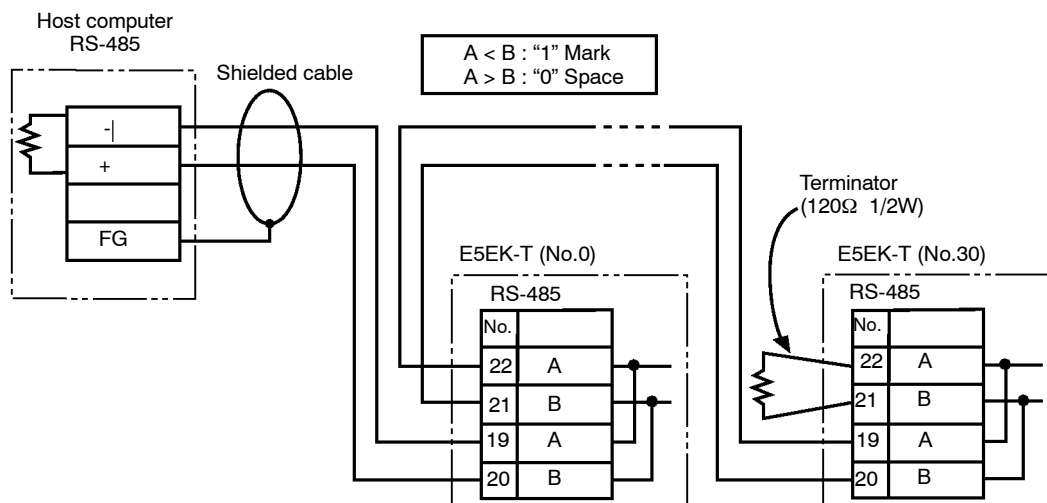 Host computer
RS-485
-|
+
FG
Shielded cable
A < B : “1” Mark
A > B : “0” Space
Terminator
(120Ω 1/2W)
E5EK-T (No.0)
RS-485
No.
22 A
21 B
19 A
20 B
E5EK-T (No.30)
RS-485
No.
22 A
21 B
19 A
20 B